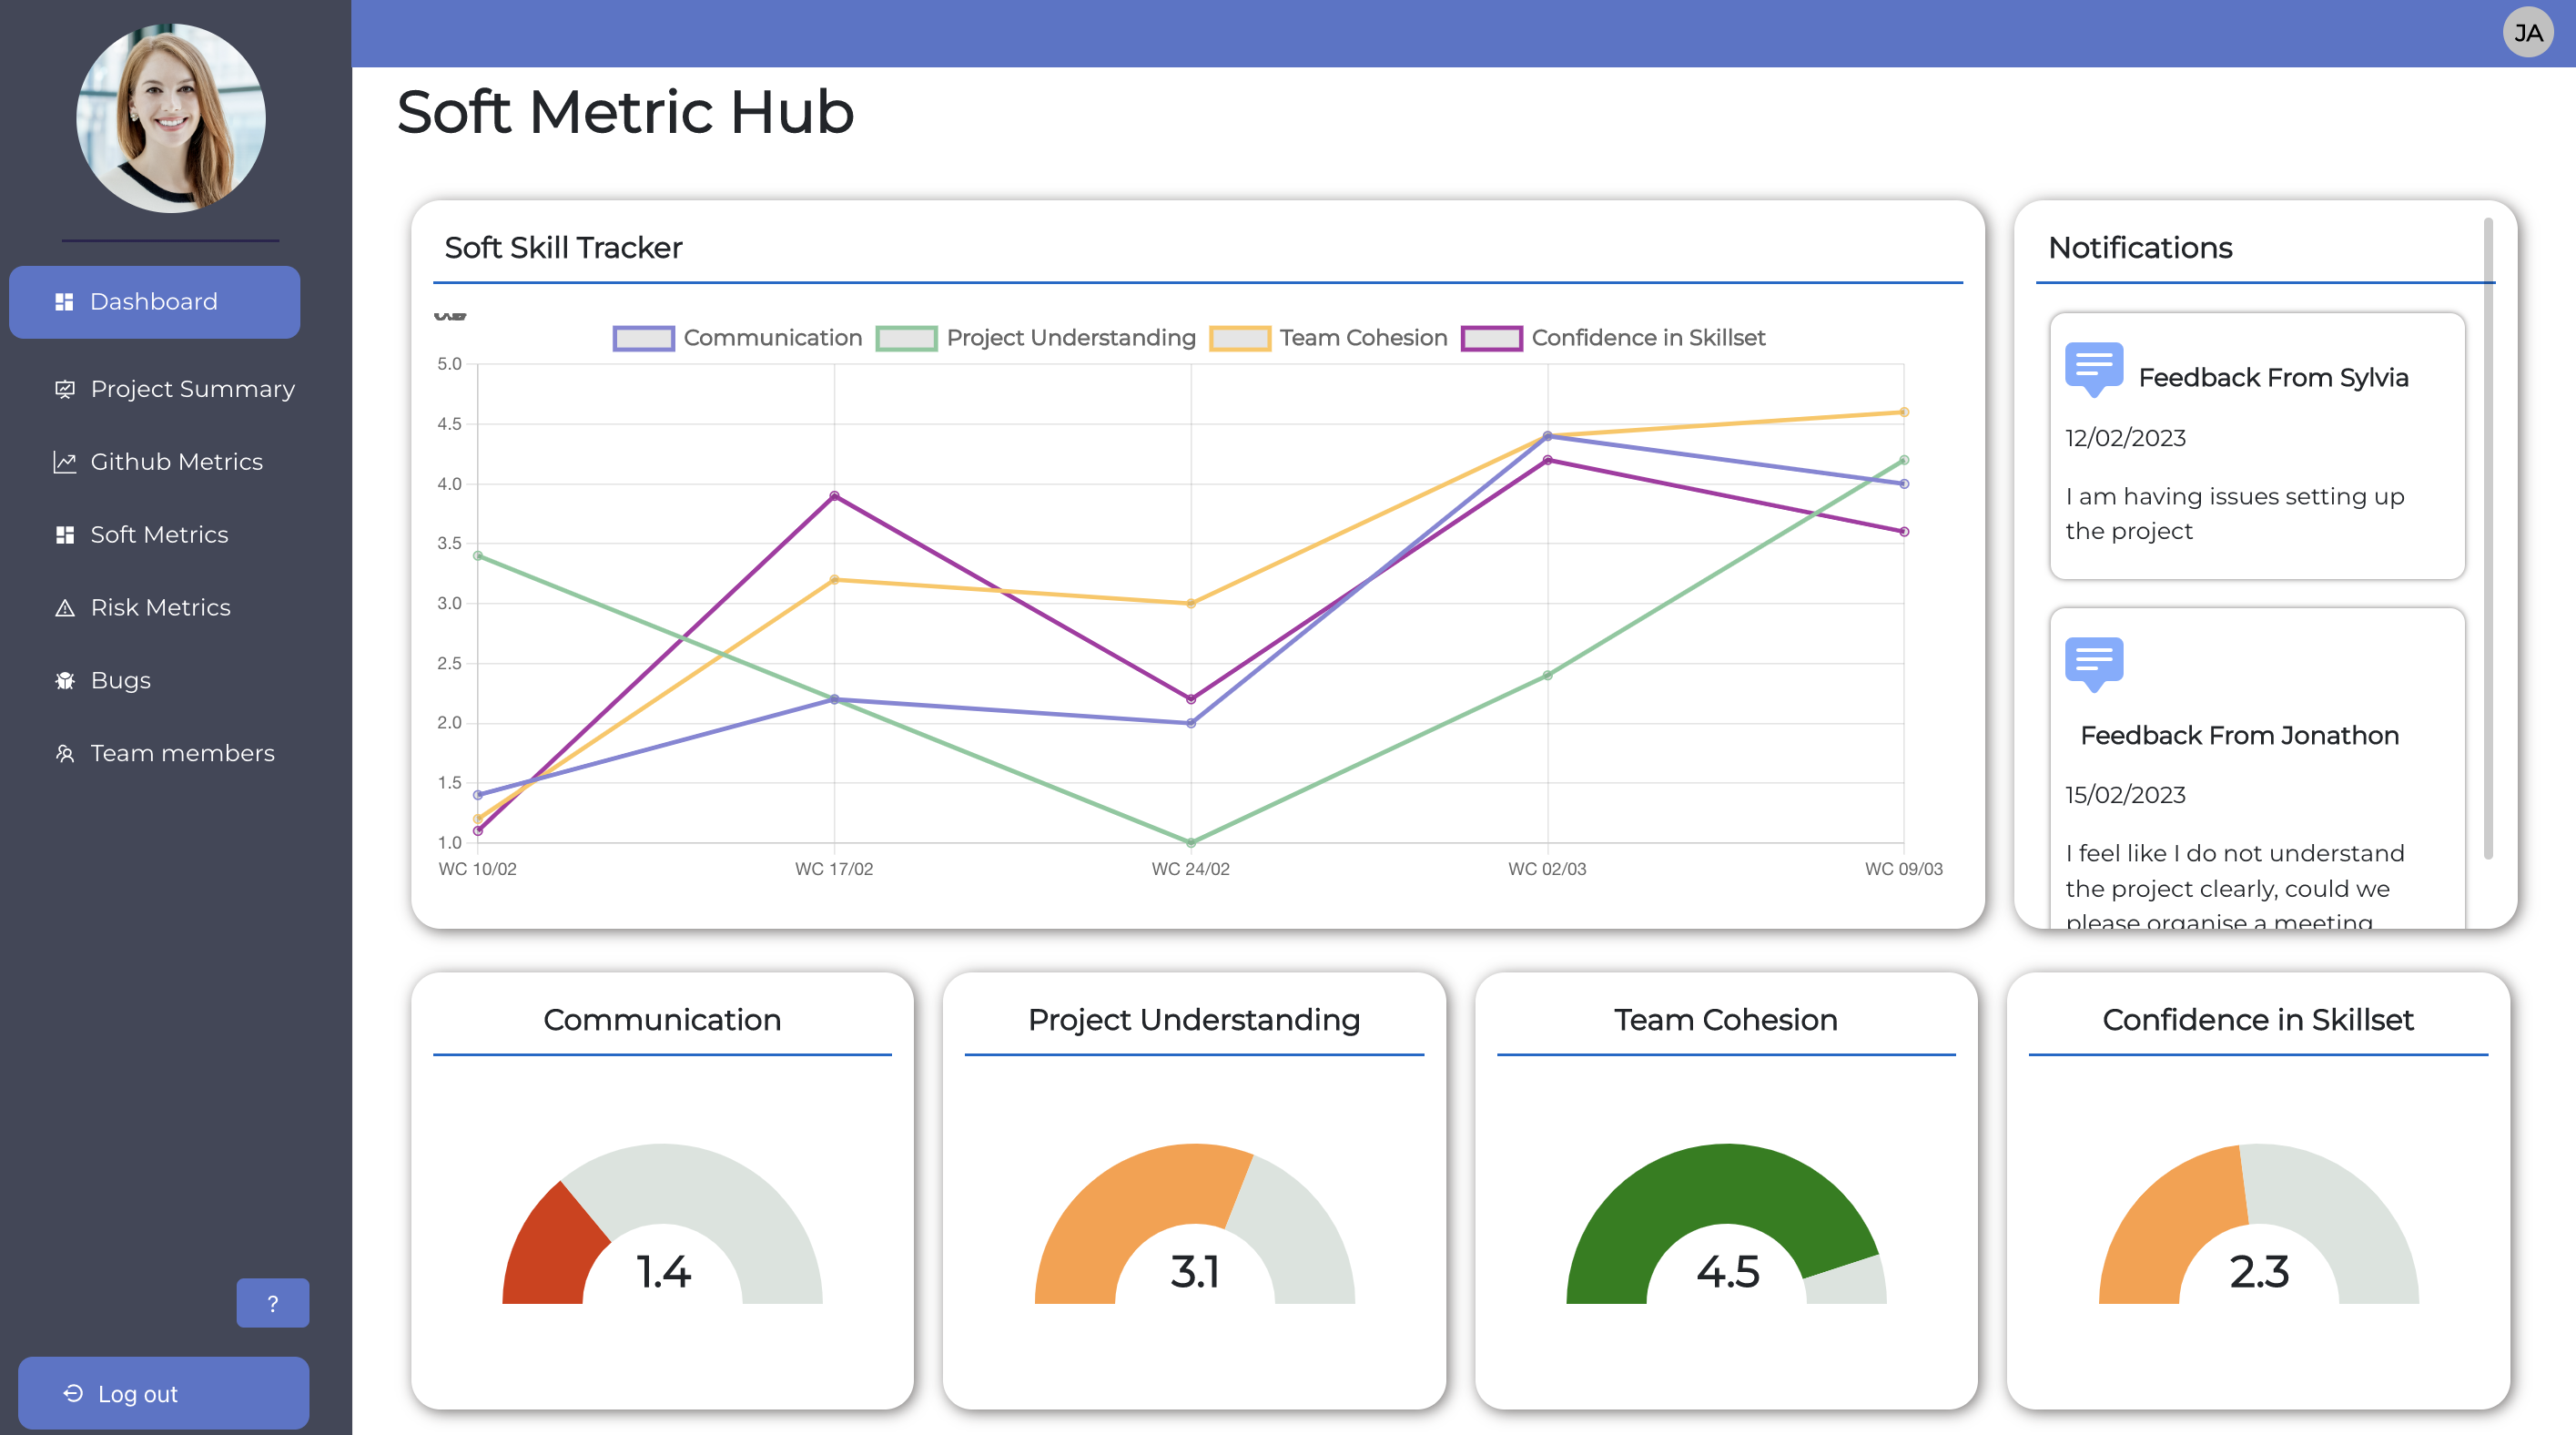 JA
Dashboard
Project Summary
Github Metrics
Soft Metrics
Risk Metrics
Bugs
Team members
?
Log out
Soft Metric Hub
Soft Skill Tracker
Communication Project Understanding Team Cohesion Confidence in Skillset
5.0
4.5
4.0
3.5
3.0
2.5
2.0
1.5
1.0
WC 10/02 WC 17/02 WC 24/02 WC 02/03 WC 09/03
Notifications
Feedback From Sylvia
12/02/2023
I am having issues setting up
the project
Feedback From Jonathon
15/02/2023
I feel like I do not understand
the project clearly, could we
please organise a meeting
Communication
1.4
Project Understanding
3.1
Team Cohesion
4.5
Confidence in Skillset
2.3